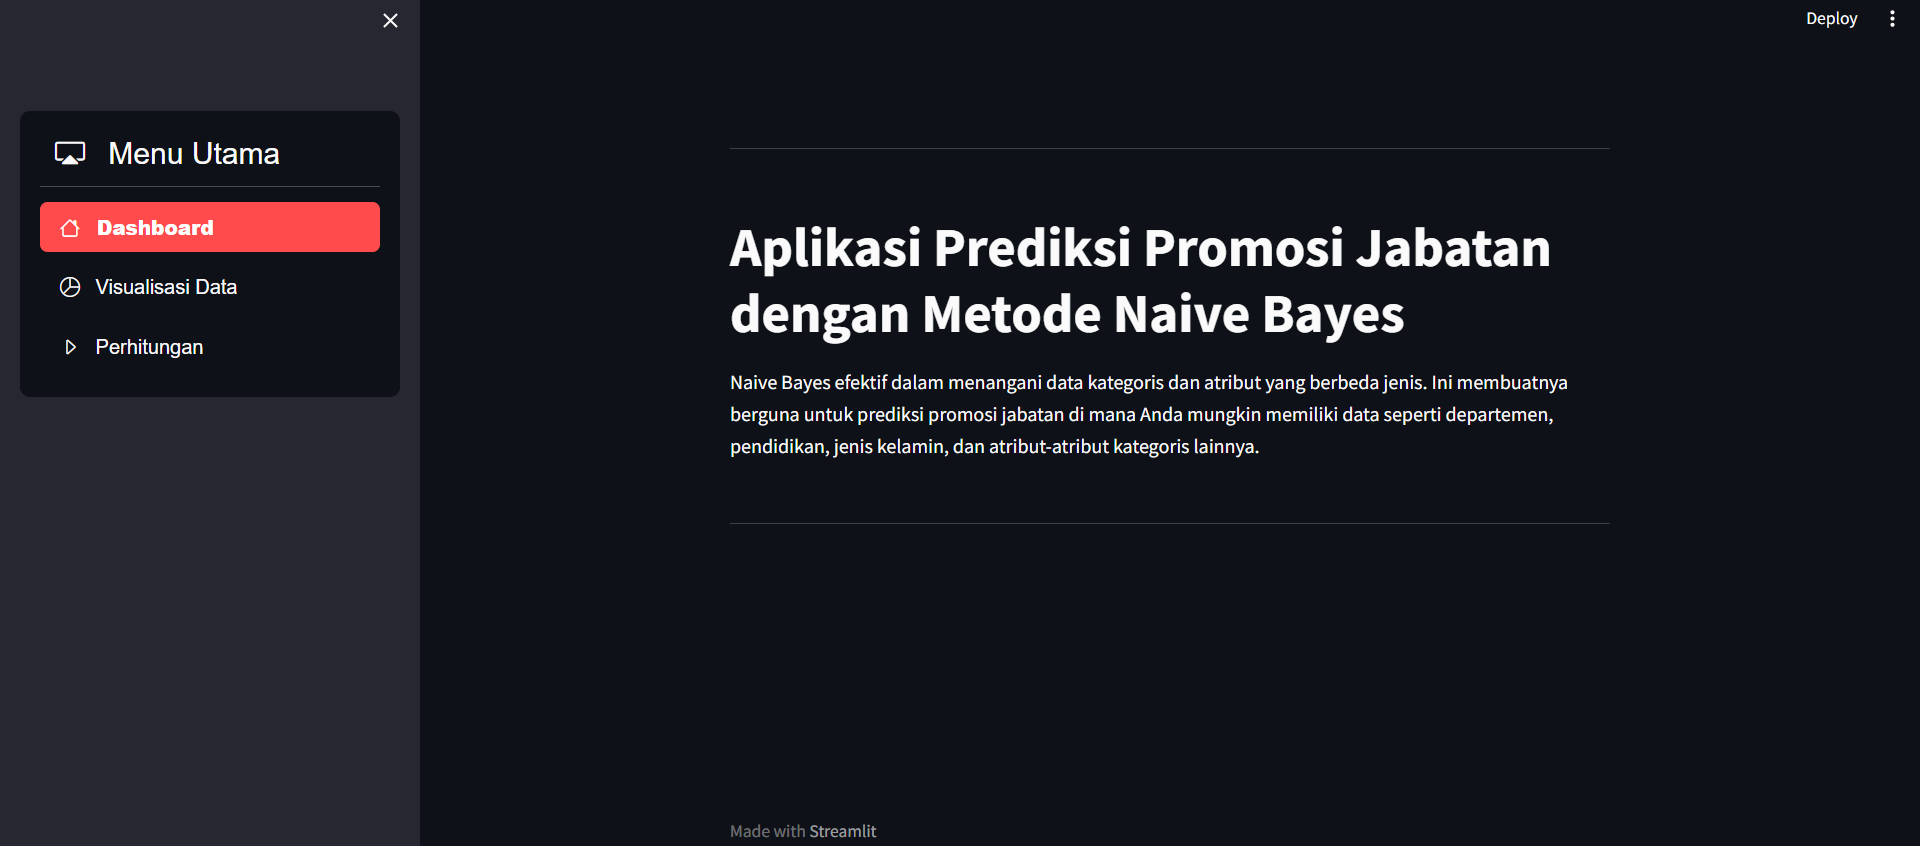 Deploy
Menu Utama
Dashboard
Visualisasi Data
Perhitungan
Aplikasi Prediksi Promosi Jabatan
dengan Metode Naive Bayes
Naive Bayes efektif dalam menangani data kategoris dan atribut yang berbeda jenis. Ini membuatnya
berguna untuk prediksi promosi jabatan di mana Anda mungkin memiliki data seperti departemen,
pendidikan, jenis kelamin, dan atribut-atribut kategoris lainnya.
Made with Streamlit